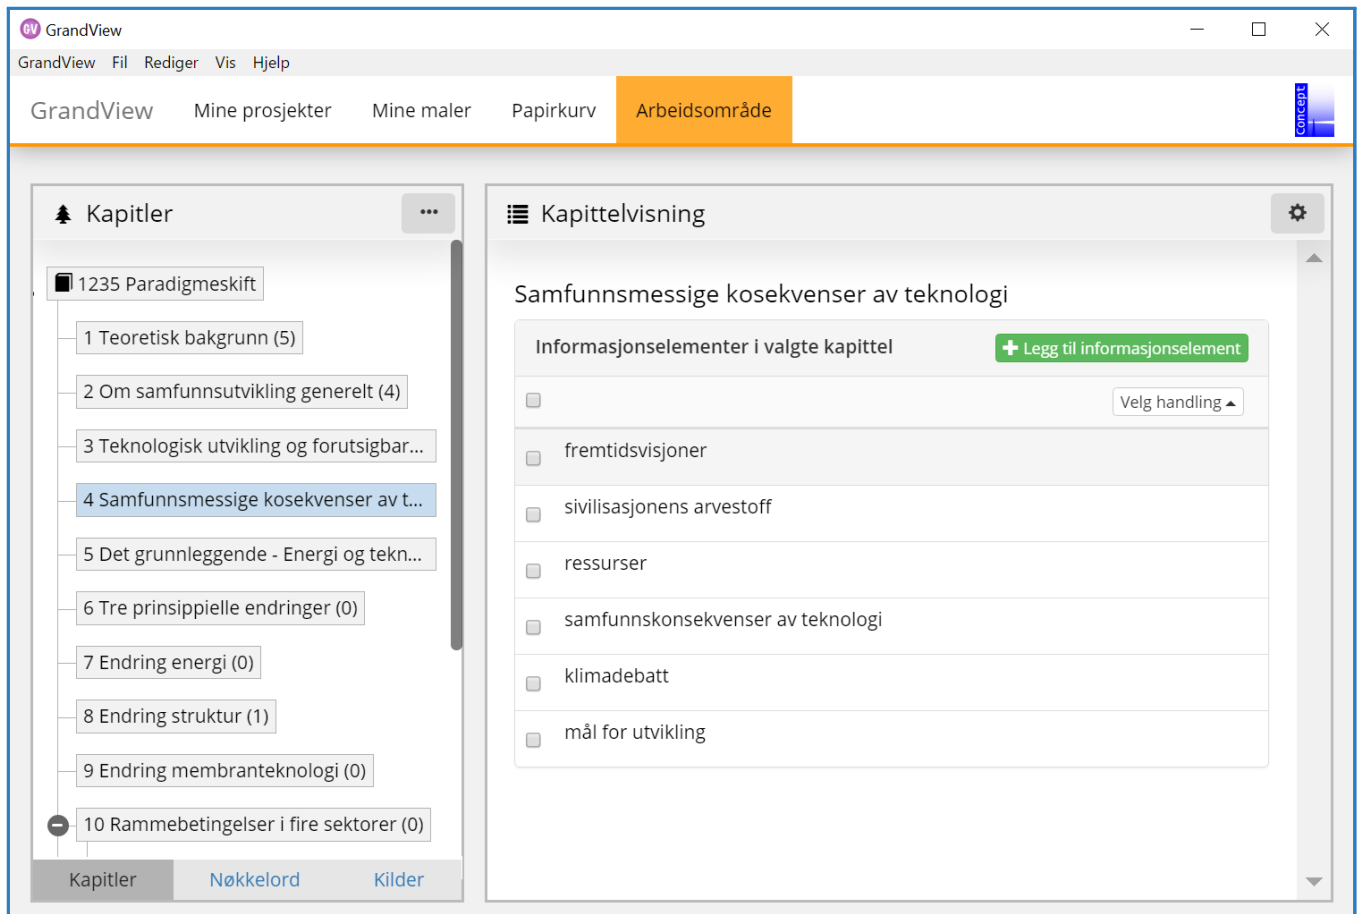 GV GrandView
GrandView Fil Rediger Vis Hjelp
GrandView Mine prosjekter Mine maler Papirkurv Arbeidsområde
Concept
Kapitler
1235 Paradigmeskift
1 Teoretisk bakgrunn (5)
2 Om samfunnsutvikling generelt (4)
3 Teknologisk utvikling og forutsigbar...
4 Samfunnsmessige kosekvenser av t...
5 Det grunnleggende - Energi og tekn...
6 Tre prinsippielle endringer (0)
7 Endring energi (0)
8 Endring struktur (1)
9 Endring membranteknologi (0)
10 Rammebetingelser i fire sektorer (0)
Kapitler Nøkkelord Kilder
Kapittelvisning
Samfunnsmessige kosekvenser av teknologi
Informasjonselementer i valgte kapittel
Legg til informasjonselement
Velg handling
fremtidsvisjoner
sivilisasjonens arvestoff
ressurser
samfunnskonsekvenser av teknologi
klimadebatt
mål for utvikling